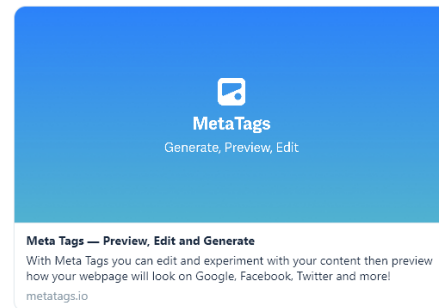 MetaTags
Generate, Preview, Edit
Meta Tags — Preview, Edit and Generate
With Meta Tags you can edit and experiment with your content then preview
how your webpage will look on Google, Facebook, Twitter and more!
metatags.io